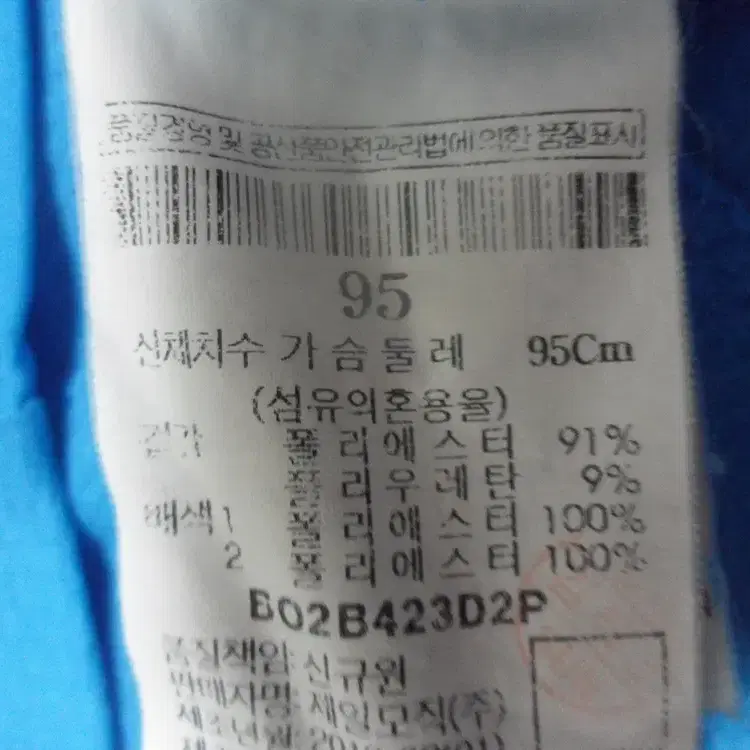 품질경영 및 공산품안전관리법에 의한 품질표시
95
신체치수 가슴둘레 95Cm
(섬유의혼용율)
겉감 폴리에스터 91%
폴리우레탄 9%
배색 1 폴리에스터 100%
2 폴리에스터 100%
B02B423D2P
품질책임: 신규원
판매자명: 제일모직(주)
제조년월: